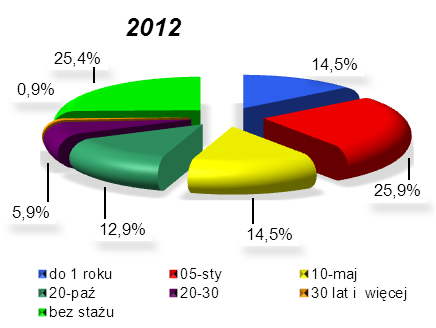 2012
25,4%
14,5%
0,9%
25,9%
5,9%
12,9%
14,5%
do 1 roku
05-sty
10-maj
20-paź
20-30
30 lat i więcej
bez stażu